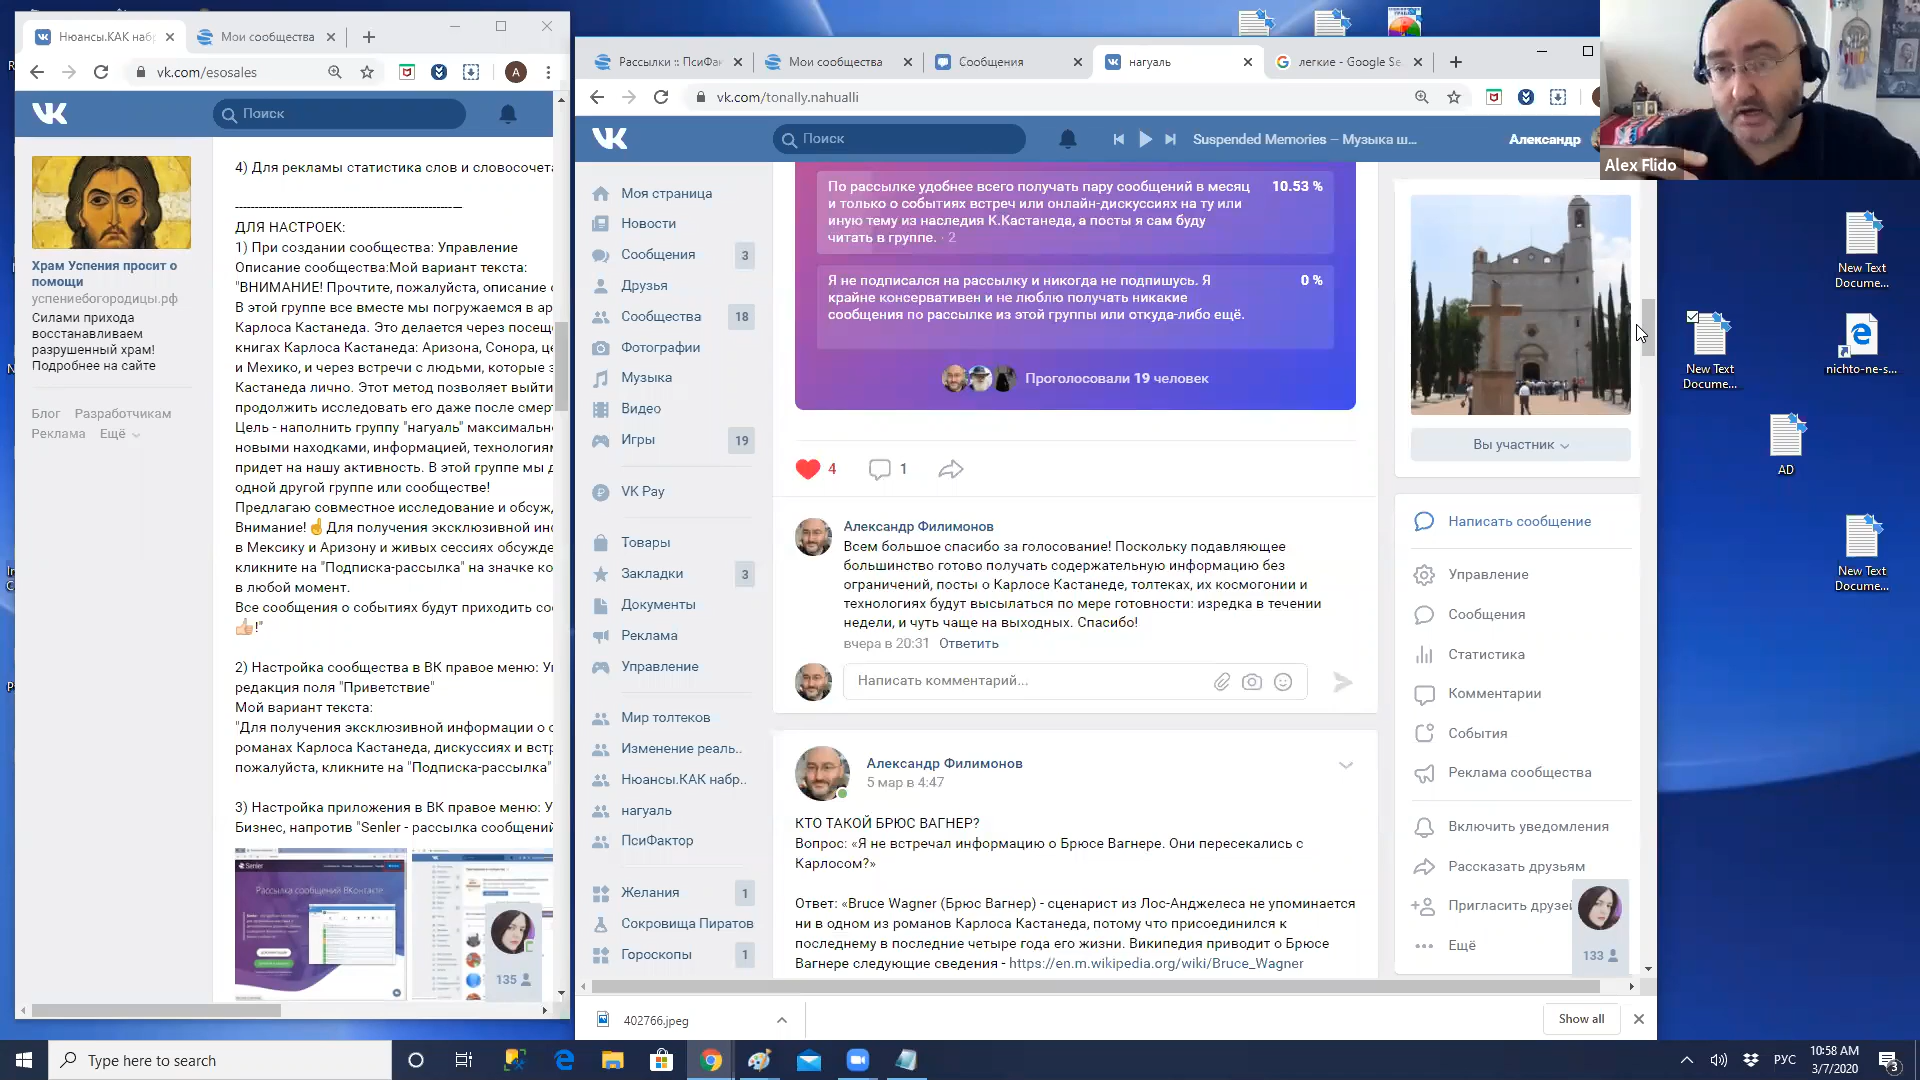 Нюансы.КАК наб
Мои сообщества
vk.com/esosales
Поиск
Храм Успения просит о
помощи
успениебогородицы.рф
Силами прихода
восстанавливаем
разрушенный храм!
Подробнее на сайте
Блог Разработчикам
Реклама Ещё
4) Для рекламы статистика слов и словосочета
ДЛЯ НАСТРОЕК:
1) При создании сообщества: Управление
Описание сообщества:Мой вариант текста:
"ВНИМАНИЕ! Прочтите, пожалуйста, описание
В этой группе все вместе мы погружаемся в
Карлоса Кастанеда. Это делается через посещ
книгах Карлоса Кастанеда: Аризона, Сонора,
и Мехико, и через встречи с людьми, которые
Кастанеда лично. Этот метод позволяет выйти
продолжить исследовать его даже после смер
Цель - наполнить группу "нагуаль" максимальн
новыми находками, информацией, технология
придет на нашу активность. В этой группе мы
одной другой группе или сообществе!
Предлагаю совместное исследование и обсуж
Внимание!☝Для получения эксклюзивной ин
в Мексику и Аризону и живых сессиях обсужде
кликните на "Подписка-рассылка" на значке
в любой момент.
Все сообщения о событиях будут приходить
👍!"
2) Настройка сообщества в ВК правое меню:
редакция поля "Приветствие"
Мой вариант текста:
"Для получения эксклюзивной информации о
романах Карлоса Кастанеда, дискуссиях и вст
пожалуйста, кликните на "Подписка-рассылка"
3) Настройка приложения в ВК правое меню:
Бизнес, напротив "Senler - рассылка сообщений
Senler
Рассылка сообщений ВКонтакте
135
Рассылки :: ПсиФак
Мои сообщества
Сообщения
нагуаль
легкие - Google Se
vk.com/tonally.nahualli
Поиск
Suspended Memories – Музыка ш...
Александр
Моя страница
Новости
Сообщения 3
Друзья
Сообщества 18
Фотографии
Музыка
Видео
Игры 19
VK Pay
Товары
Закладки 3
Документы
Реклама
Управление
Мир толтеков
Изменение реаль..
Нюансы.КАК набр..
нагуаль
ПсиФактор
Желания 1
Сокровища Пиратов
Гороскопы 1
По рассылке удобнее всего получать пару сообщений в месяц 10.53 %
и только о событиях встреч или онлайн-дискуссиях на ту или
иную тему из наследия К.Кастанеда, а посты я сам буду
читать в группе. · 2
Я не подписался на рассылку и никогда не подпишусь. Я 0 %
крайне консервативен и не люблю получать никакие
сообщения по рассылке из этой группы или откуда-либо ещё.
Проголосовали 19 человек
4 1
Александр Филимонов
Всем большое спасибо за голосование! Поскольку подавляющее
большинство готово получать содержательную информацию без
ограничений, посты о Карлосе Кастанеде, толтеках, их космогонии и
технологиях будут высылаться по мере готовности: изредка в течении
недели, и чуть чаще на выходных. Спасибо!
вчера в 20:31 Ответить
Написать комментарий...
Александр Филимонов
5 мар в 4:47
КТО ТАКОЙ БРЮС ВАГНЕР?
Вопрос: «Я не встречал информацию о Брюсе Вагнере. Они пересекались с
Карлосом?»
Ответ: «Bruce Wagner (Брюс Вагнер) - сценарист из Лос-Анджелеса не упоминается
ни в одном из романов Карлоса Кастанеда, потому что присоединился к
последнему в последние четыре года его жизни. Википедия приводит о Брюсе
Вагнере следующие сведения - https://en.m.wikipedia.org/wiki/Bruce_Wagner
Вы участник
Написать сообщение
Управление
Сообщения
Статистика
Комментарии
События
Реклама сообщества
Включить уведомления
Рассказать друзьям
Пригласить друзей
Ещё
133
Alex Flido
New Text
Docume...
New Text
Docume...
nichto-ne-s...
AD
New Text
Docume...
402766.jpeg
Show all
Type here to search
РУС
10:58 AM
3/7/2020
3